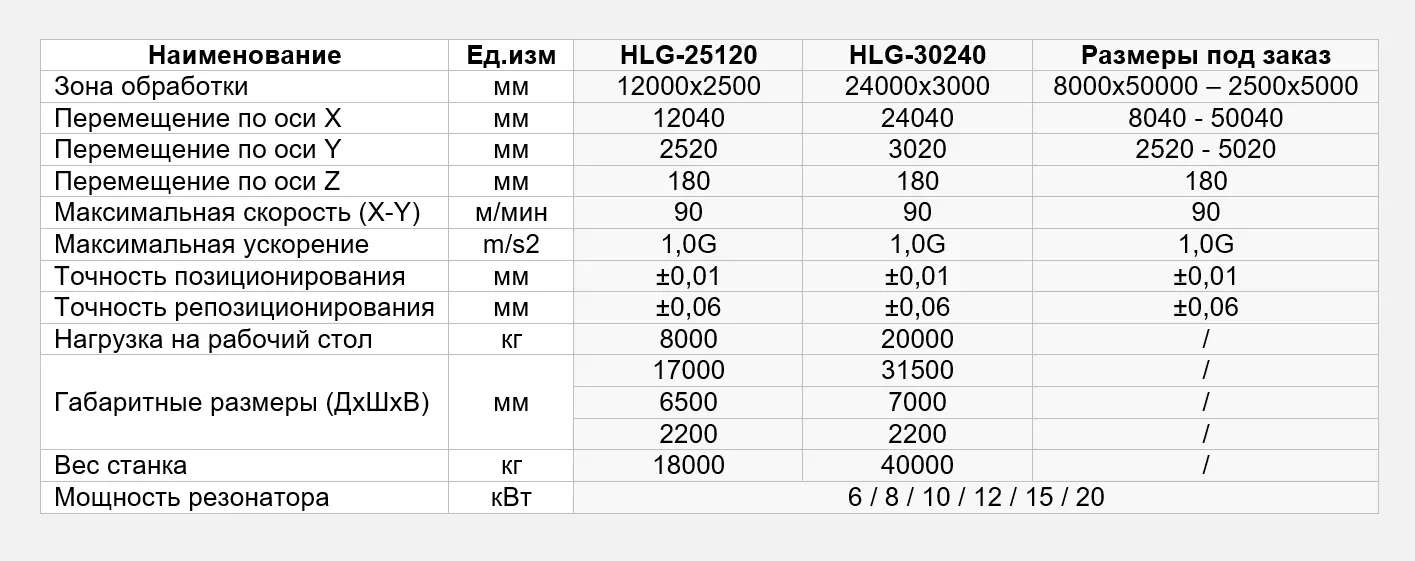 Наименование Ед.изм HLG-25120 HLG-30240 Размеры под заказ
Зона обработки мм 12000x2500 24000x3000 8000x50000 – 2500x5000
Перемещение по оси X мм 12040 24040 8040 - 50040
Перемещение по оси Y мм 2520 3020 2520 - 5020
Перемещение по оси Z мм 180 180 180
Максимальная скорость (X-Y) м/мин 90 90 90
Максимальная ускорение m/s2 1,0G 1,0G 1,0G
Точность позиционирования мм ±0,01 ±0,01 ±0,01
Точность репозиционирования мм ±0,06 ±0,06 ±0,06
Нагрузка на рабочий стол кг 8000 20000 /
17000 31500 /
Габаритные размеры (ДхШхВ) мм 6500 7000 /
2200 2200 /
Вес станка кг 18000 40000 /
Мощность резонатора кВт 6 / 8 / 10 / 12 / 15 / 20